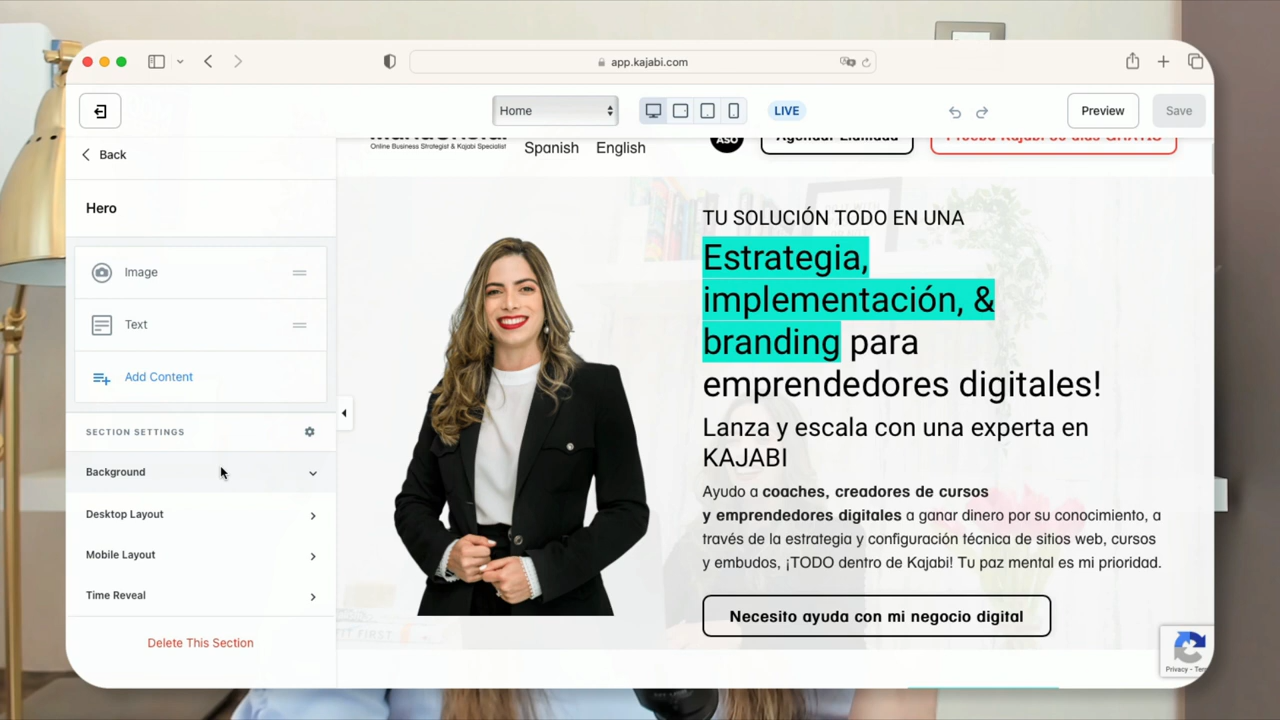 app.kajabi.com
Home
LIVE
Preview
Save
Back
Online Business Strategist & Kajabi Specialist
Spanish
English
ASO
Hero
Image
Text
Add Content
SECTION SETTINGS
Background
Desktop Layout
Mobile Layout
Time Reveal
Delete This Section
TU SOLUCIÓN TODO EN UNA
Estrategia,
implementación, &
branding para
emprendedores digitales!
Lanza y escala con una experta en
KAJABI
Ayudo a coaches, creadores de cursos
y emprendedores digitales a ganar dinero por su conocimiento, a
través de la estrategia y configuración técnica de sitios web, cursos
y embudos, ¡TODO dentro de Kajabi! Tu paz mental es mi prioridad.
Necesito ayuda con mi negocio digital
Privacy